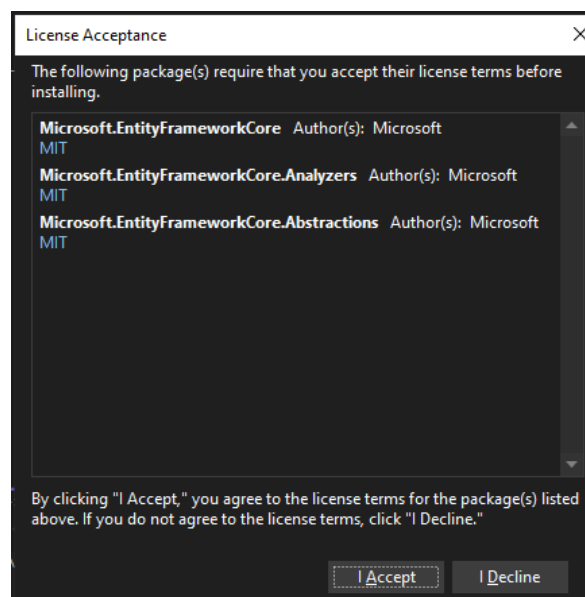 License Acceptance
The following package(s) require that you accept their license terms before
installing.
Microsoft.EntityFrameworkCore Author(s): Microsoft
MIT
Microsoft.EntityFrameworkCore.Analyzers Author(s): Microsoft
MIT
Microsoft.EntityFrameworkCore.Abstractions Author(s): Microsoft
MIT
By clicking "I Accept," you agree to the license terms for the package(s) listed
above. If you do not agree to the license terms, click "I Decline."
I Accept I Decline